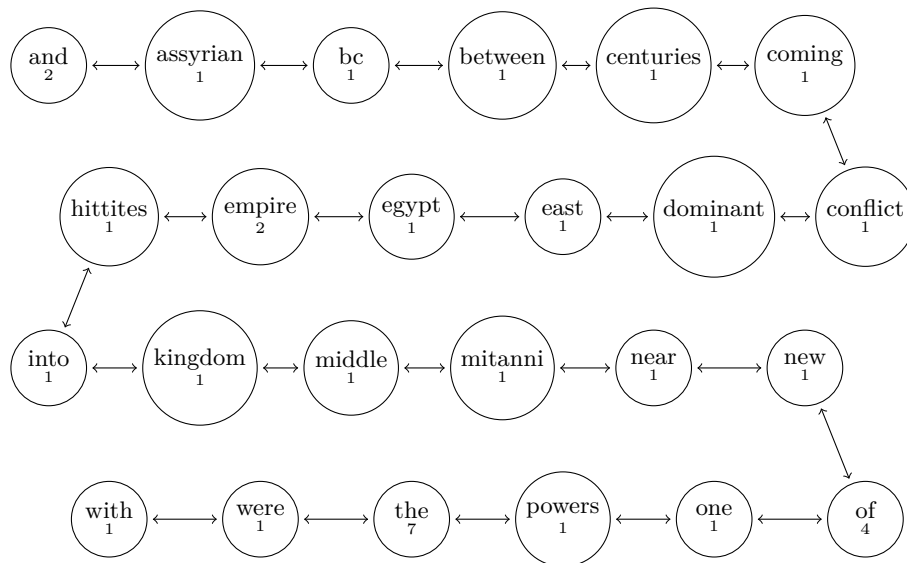 and assyrian bc between centuries coming
2 1 1 1 1 1
hittites empire egypt east dominant conflict
1 2 1 1 1 1
into kingdom middle mitanni near new
1 1 1 1 1 1
with were the powers one of
1 1 7 1 1 4